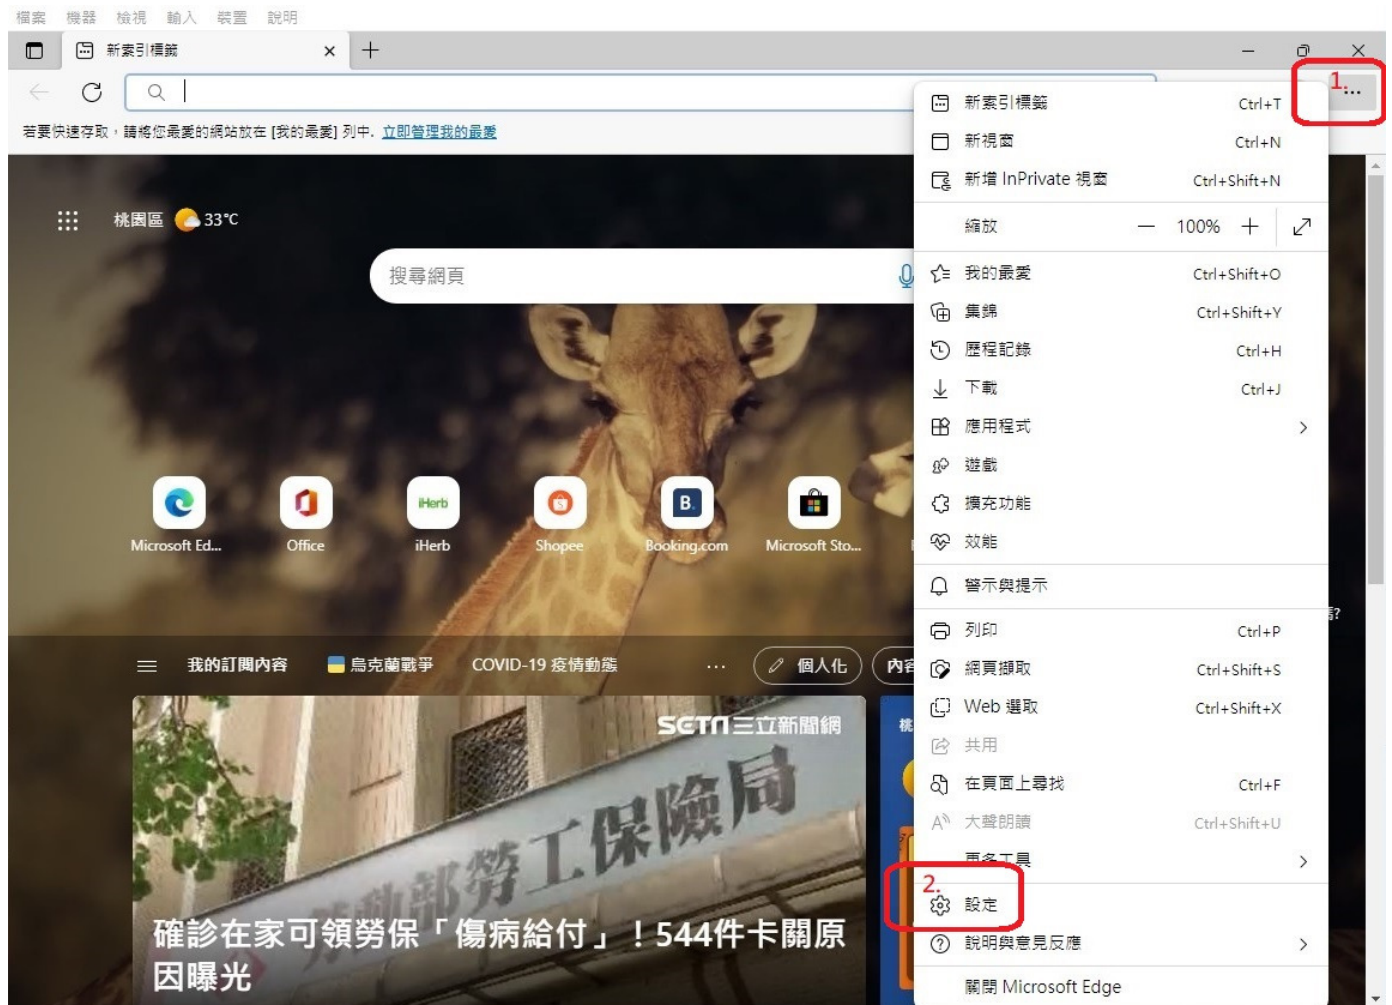 檔案 機器 檢視 輸入 裝置 說明
新索引標籤
1.
若要快速存取，請將您最愛的網站放在 [我的最愛] 列中. 立即管理我的最愛
桃園區 33°C
搜尋網頁
Microsoft Ed...
Office
iHerb
iHerb
Shopee
B.
Booking.com
Microsoft Sto...
我的訂閱內容 烏克蘭戰爭 COVID-19 疫情動態 ... 個人化 內容
SETN三立新聞網
勞動部勞工保險局
確診在家可領勞保「傷病給付」！544件卡關原
因曝光
桃
新索引標籤 Ctrl+T
新視窗 Ctrl+N
新增 InPrivate 視窗 Ctrl+Shift+N
縮放 — 100% +
我的最愛 Ctrl+Shift+O
集錦 Ctrl+Shift+Y
歷程記錄 Ctrl+H
下載 Ctrl+J
應用程式
遊戲
擴充功能
效能
警示與提示
列印 Ctrl+P
網頁擷取 Ctrl+Shift+S
Web 選取 Ctrl+Shift+X
共用
在頁面上尋找 Ctrl+F
大聲朗讀 Ctrl+Shift+U
更多工具
2.
設定
說明與意見反應
關閉 Microsoft Edge